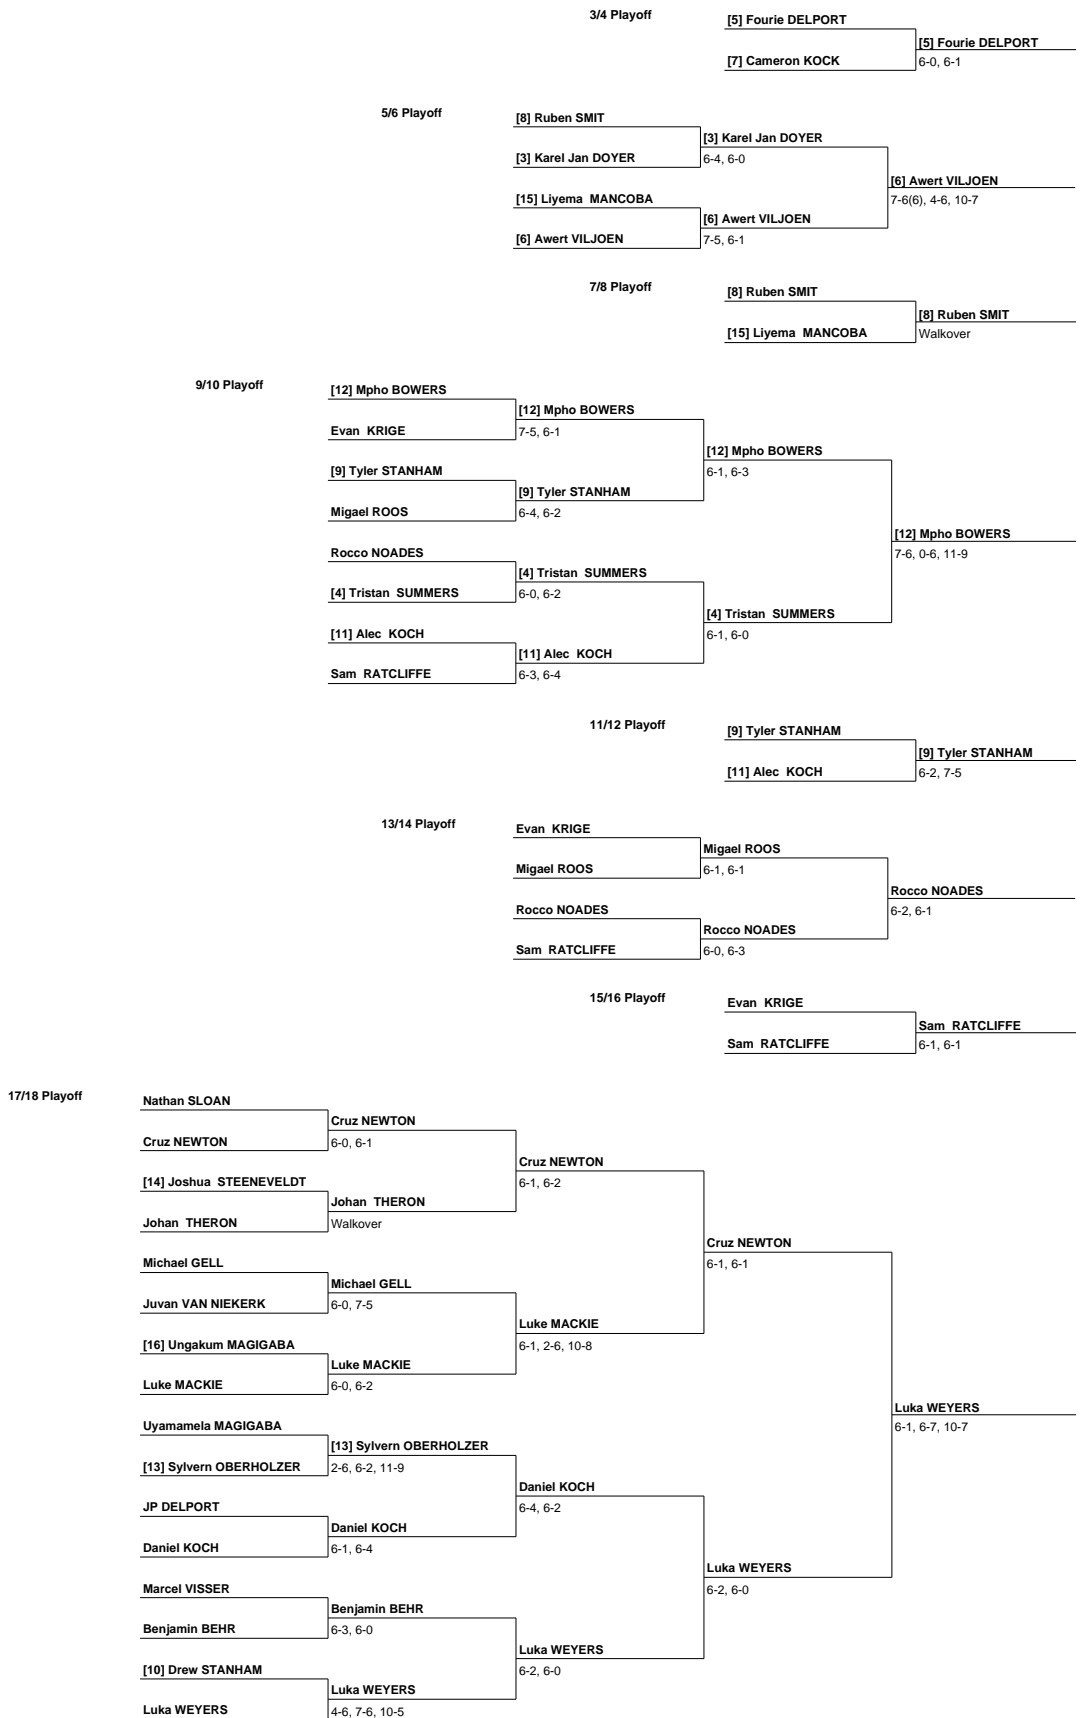 3/4 Playoff
[5] Fourie DELPORT
[5] Fourie DELPORT
[7] Cameron KOCK
6-0, 6-1
5/6 Playoff
[8] Ruben SMIT
[3] Karel Jan DOYER
[3] Karel Jan DOYER
6-4, 6-0
[6] Awert VILJOEN
[15] Liyema MANCOBA
7-6(6), 4-6, 10-7
[6] Awert VILJOEN
[6] Awert VILJOEN
7-5, 6-1
7/8 Playoff
[8] Ruben SMIT
[8] Ruben SMIT
[15] Liyema MANCOBA
Walkover
9/10 Playoff
[12] Mpho BOWERS
[12] Mpho BOWERS
Evan KRIGE
7-5, 6-1
[12] Mpho BOWERS
[9] Tyler STANHAM
6-1, 6-3
[9] Tyler STANHAM
Migael ROOS
6-4, 6-2
[12] Mpho BOWERS
Rocco NOADES
7-6, 0-6, 11-9
[4] Tristan SUMMERS
[4] Tristan SUMMERS
6-0, 6-2
[4] Tristan SUMMERS
[11] Alec KOCH
6-1, 6-0
[11] Alec KOCH
Sam RATCLIFFE
6-3, 6-4
11/12 Playoff
[9] Tyler STANHAM
[9] Tyler STANHAM
[11] Alec KOCH
6-2, 7-5
13/14 Playoff
Evan KRIGE
Migael ROOS
Migael ROOS
6-1, 6-1
Rocco NOADES
Rocco NOADES
6-2, 6-1
Rocco NOADES
Sam RATCLIFFE
6-0, 6-3
15/16 Playoff
Evan KRIGE
Sam RATCLIFFE
Sam RATCLIFFE
6-1, 6-1
17/18 Playoff
Nathan SLOAN
Cruz NEWTON
Cruz NEWTON
6-0, 6-1
Cruz NEWTON
[14] Joshua STEENEVELDT
6-1, 6-2
Johan THERON
Johan THERON
Walkover
Cruz NEWTON
Michael GELL
6-1, 6-1
Michael GELL
Juvan VAN NIEKERK
6-0, 7-5
Luke MACKIE
[16] Ungakum MAGIGABA
6-1, 2-6, 10-8
Luke MACKIE
Luke MACKIE
6-0, 6-2
Luka WEYERS
Uyamamela MAGIGABA
6-1, 6-7, 10-7
[13] Sylvern OBERHOLZER
[13] Sylvern OBERHOLZER
2-6, 6-2, 11-9
Daniel KOCH
JP DELPORT
6-4, 6-2
Daniel KOCH
Daniel KOCH
6-1, 6-4
Luka WEYERS
Marcel VISSER
6-2, 6-0
Benjamin BEHR
Benjamin BEHR
6-3, 6-0
Luka WEYERS
[10] Drew STANHAM
6-2, 6-0
Luka WEYERS
Luka WEYERS
4-6, 7-6, 10-5